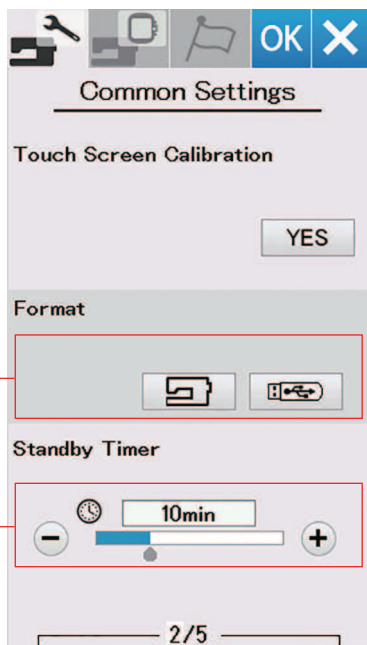 OK
Common Settings
Touch Screen Calibration
YES
Format
Standby Timer
10min
2/5